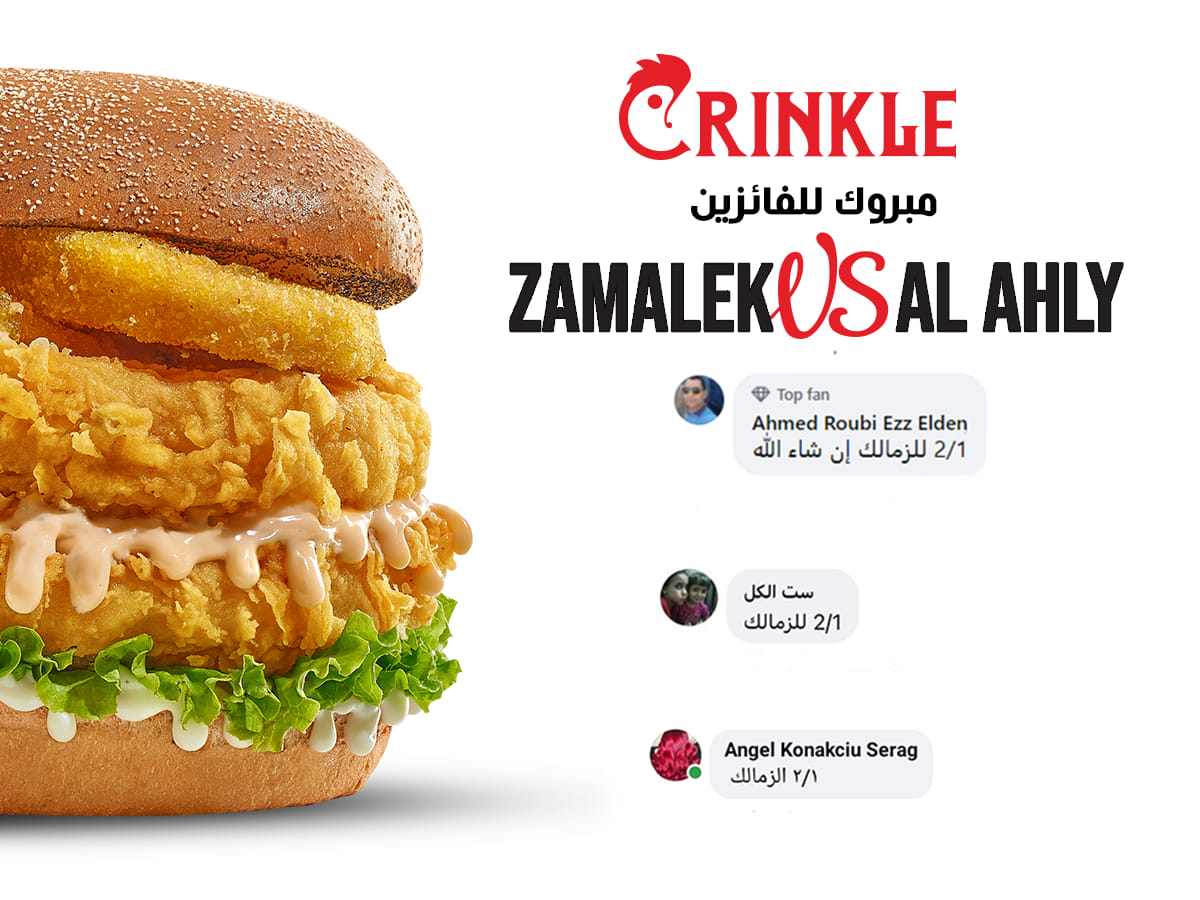 CRINKLE
مبروك للفائزين
ZAMALEK VS AL AHLY
Top fan
Ahmed Roubi Ezz Elden
2/1 للزمالك إن شاء الله
ست الكل
2/1 للزمالك
Angel Konakciu Serag
٢/١ الزمالك